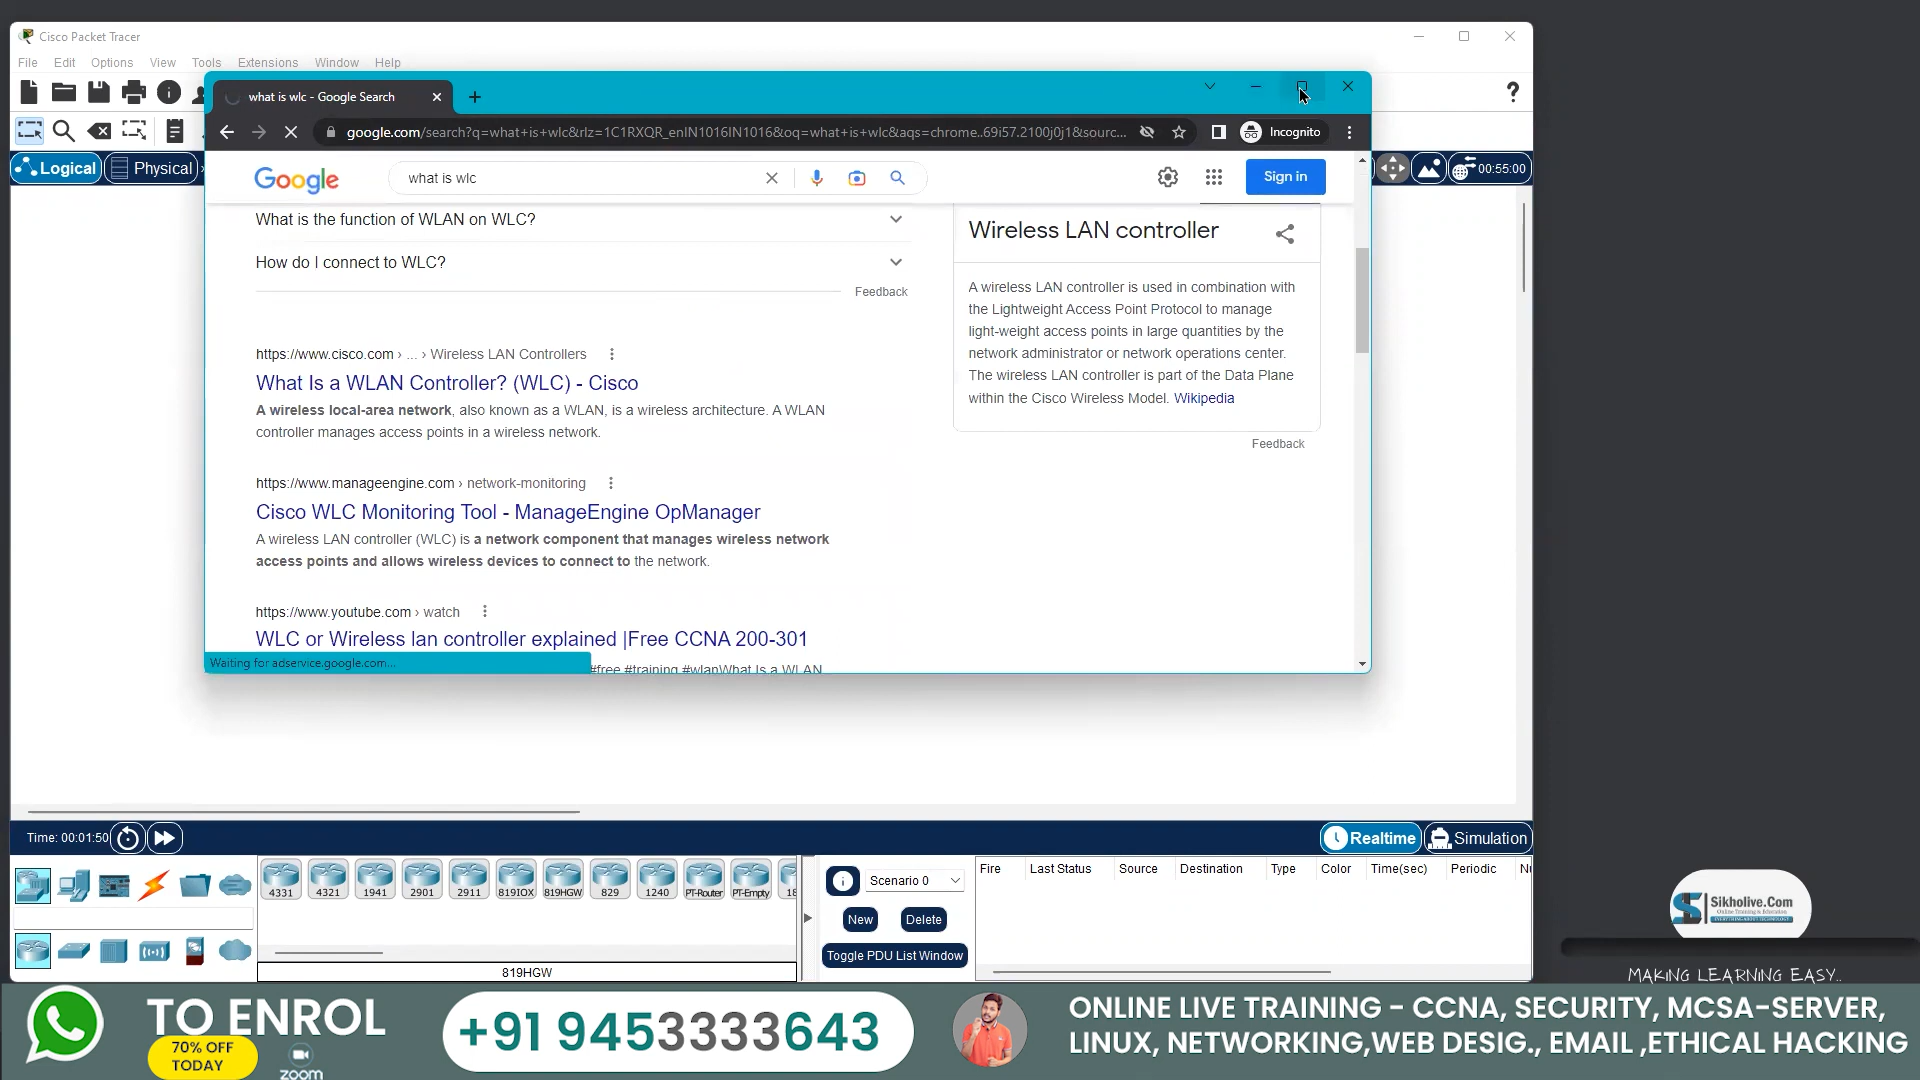 Cisco Packet Tracer
File Edit Options View Tools Extensions Window Help
what is wlc - Google Search
google.com/search?q=what+is+wlc&rlz=1C1RXQR_enIN1016IN1016&oq=what+is+wlc&aqs=chrome..69i57.2100j0j1&sourc...
Incognito
Logical
Physical
00:55:00
Google
what is wlc
Sign in
What is the function of WLAN on WLC?
How do I connect to WLC?
Feedback
Wireless LAN controller
A wireless LAN controller is used in combination with
the Lightweight Access Point Protocol to manage
light-weight access points in large quantities by the
network administrator or network operations center.
The wireless LAN controller is part of the Data Plane
within the Cisco Wireless Model. Wikipedia
Feedback
https://www.cisco.com › ... › Wireless LAN Controllers
What Is a WLAN Controller? (WLC) - Cisco
A wireless local-area network, also known as a WLAN, is a wireless architecture. A WLAN
controller manages access points in a wireless network.
https://www.manageengine.com › network-monitoring
Cisco WLC Monitoring Tool - ManageEngine OpManager
A wireless LAN controller (WLC) is a network component that manages wireless network
access points and allows wireless devices to connect to the network.
https://www.youtube.com › watch
WLC or Wireless lan controller explained |Free CCNA 200-301
#free #training #wlanWhat Is a WLAN
Waiting for adservice.google.com...
Time: 00:01:50
Realtime
Simulation
4331 4321 1941 2901 2911 819IOX 819HGW 829 1240 PT-Router PT-Empty 18
819HGW
Scenario 0
New
Delete
Toggle PDU List Window
Fire Last Status Source Destination Type Color Time(sec) Periodic
Sikholive.Com
Online Training & Education
MAKING LEARNING EASY..
TO ENROL
70% OFF
TODAY
zoom
+91 9453333643
ONLINE LIVE TRAINING - CCNA, SECURITY, MCSA-SERVER,
LINUX, NETWORKING,WEB DESIG., EMAIL ,ETHICAL HACKING